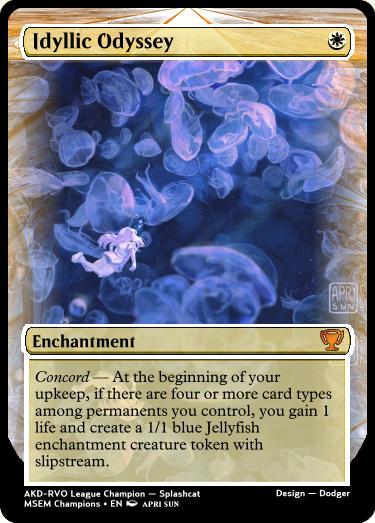 Idyllic Odyssey
APRI
SUN
Enchantment
Concord — At the beginning of your
upkeep, if there are four or more card types
among permanents you control, you gain 1
life and create a 1/1 blue Jellyfish
enchantment creature token with
slipstream.
AKD-RVO League Champion — Splashcat
Design — Dodger
MSEM Champions • EN APRI SUN